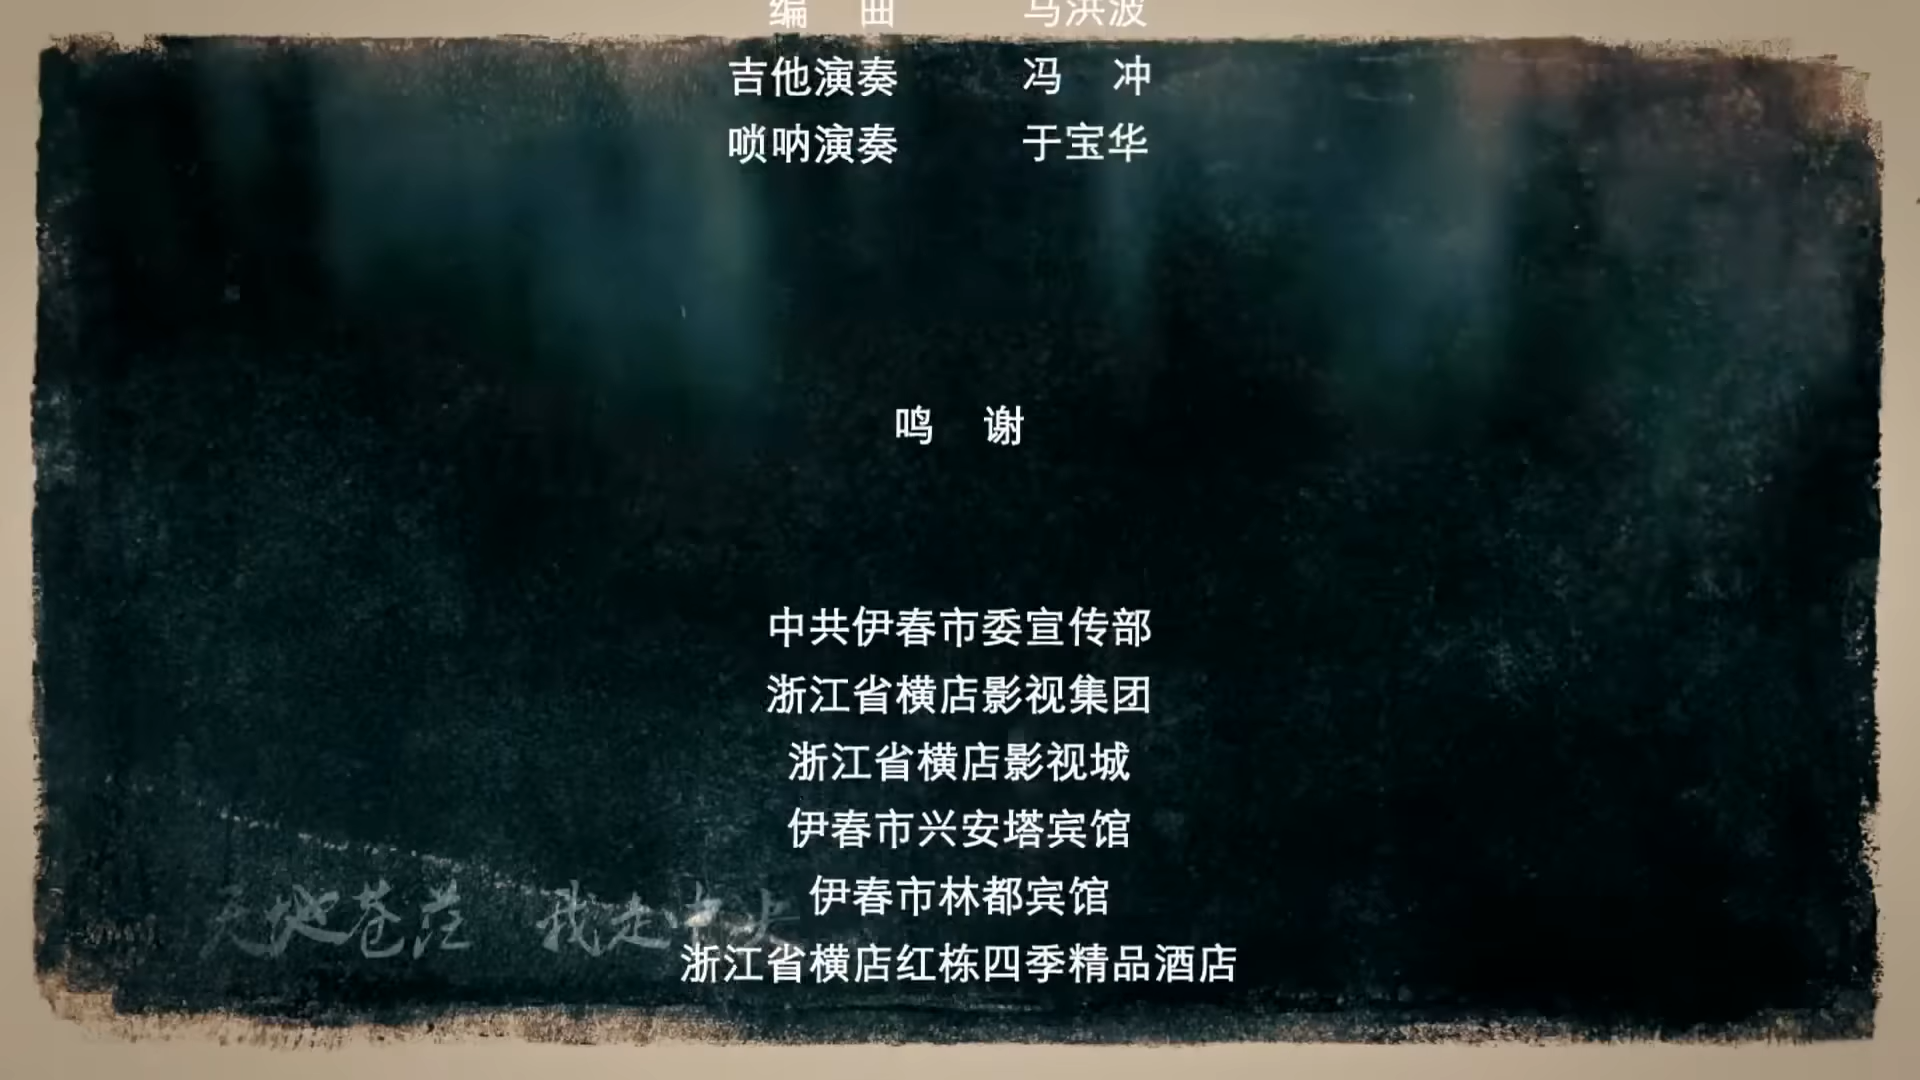 编 曲 马洪波
吉他演奏 冯 冲
唢呐演奏 于宝华
鸣 谢
中共伊春市委宣传部
浙江省横店影视集团
浙江省横店影视城
伊春市兴安塔宾馆
伊春市林都宾馆
天地苍茫 我走中央
浙江省横店红栋四季精品酒店